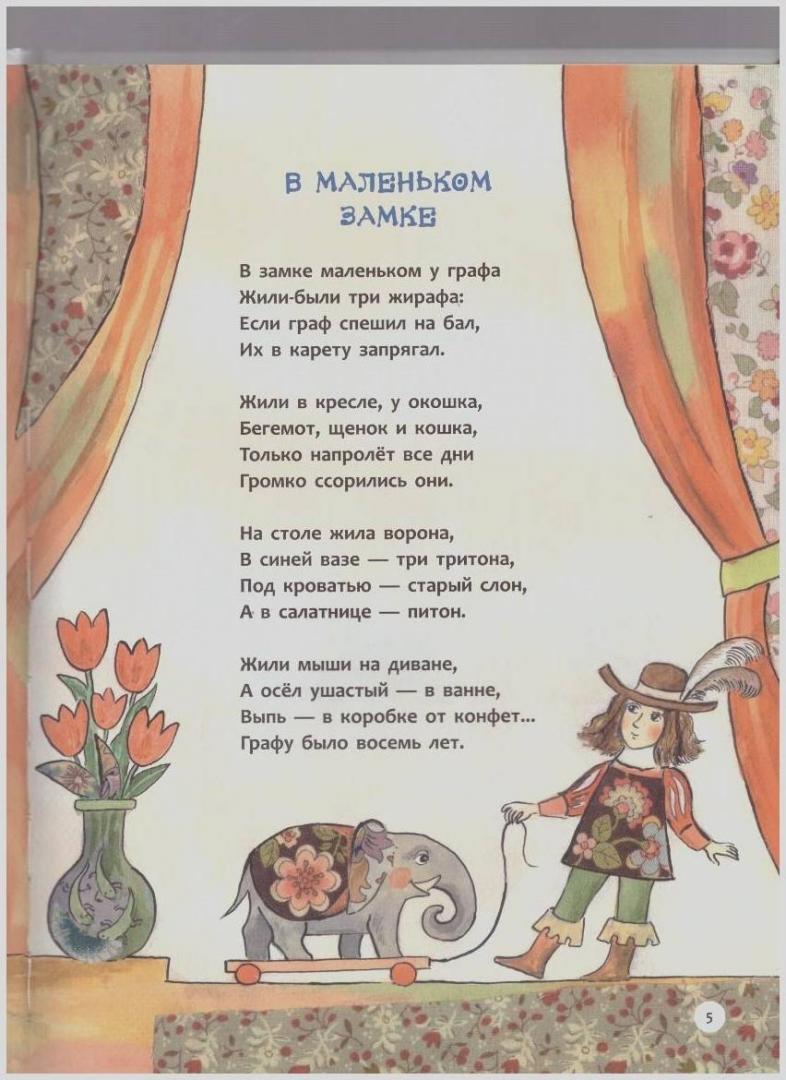 В МАЛЕНЬКОМ
ЗАМКЕ
В замке маленьком у графа
Жили-были три жирафа:
Если граф спешил на бал,
Их в карету запрягал.
Жили в кресле, у окошка,
Бегемот, щенок и кошка,
Только напролёт все дни
Громко ссорились они.
На столе жила ворона,
В синей вазе — три тритона,
Под кроватью — старый слон,
А в салатнице — питон.
Жили мыши на диване,
А осёл ушастый — в ванне,
Выпь — в коробке от конфет...
Графу было восемь лет.
5